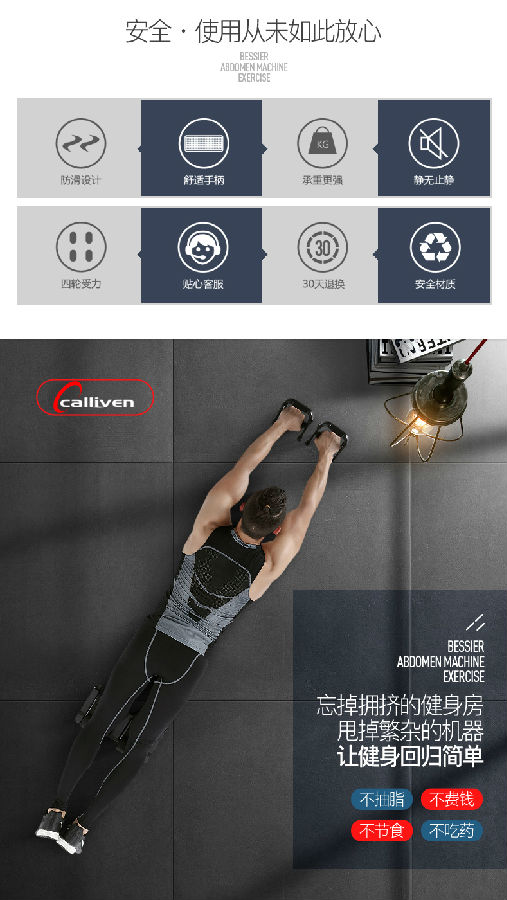 安全·使用从未如此放心
BESSIER
ABDOMEN MACHINE
EXERCISE
KG
防滑设计
舒适手柄
承重更强
静无止静
30
四轮受力
贴心客服
30天退换
安全材质
calliven
BESSIER
ABDOMEN MACHINE
EXERCISE
忘掉拥挤的健身房
甩掉繁杂的机器
让健身回归简单
不抽脂
不费钱
不节食
不吃药